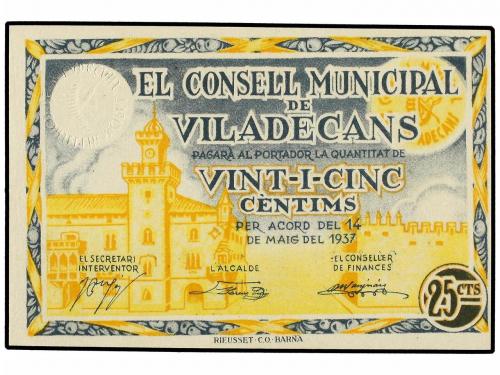 EL CONSELL MUNICIPAL
DE
VILADECANS
PAGARÀ AL PORTADOR LA QUANTITAT DE
VINT-I-CINC
CÈNTIMS
PER ACORD DEL 14
DE MAIG DEL 1937
EL SECRETARI
INTERVENTOR
L'ALCALDE
EL CONSELLER
DE FINANCES
25 CTS
RIEUSSET·C.O·BARNA